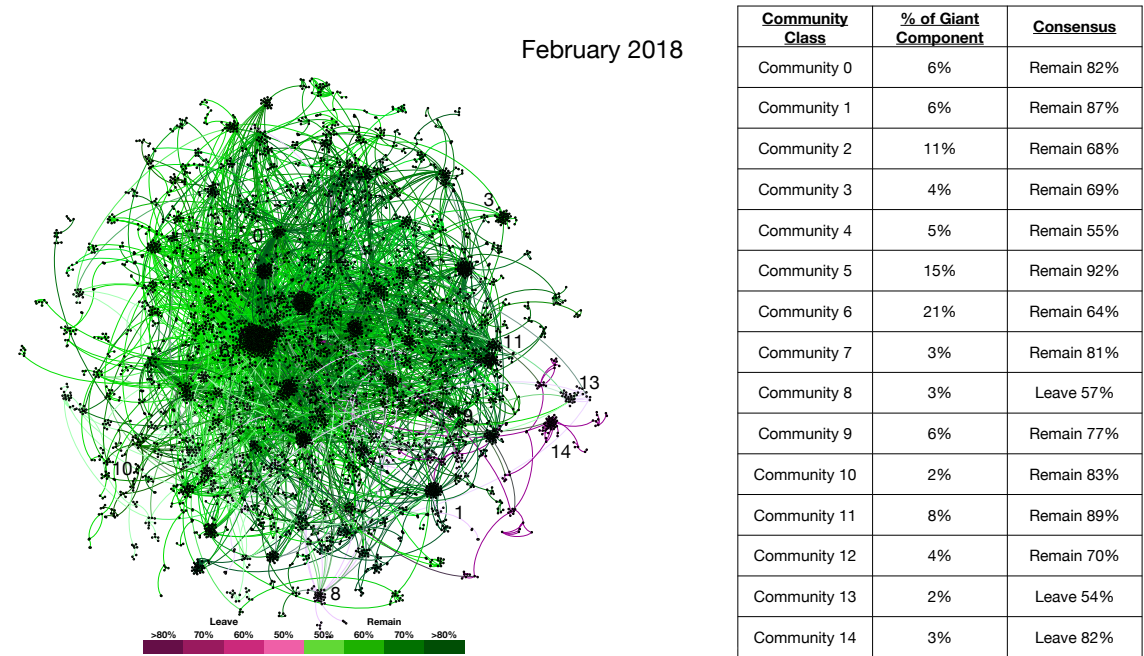 February 2018
3
0
12
11
13
14
10
1
8
Leave Remain
>80% 70% 60% 50% 50% 60% 70% >80%
Community Class % of Giant Component Consensus
Community 0 6% Remain 82%
Community 1 6% Remain 87%
Community 2 11% Remain 68%
Community 3 4% Remain 69%
Community 4 5% Remain 55%
Community 5 15% Remain 92%
Community 6 21% Remain 64%
Community 7 3% Remain 81%
Community 8 3% Leave 57%
Community 9 6% Remain 77%
Community 10 2% Remain 83%
Community 11 8% Remain 89%
Community 12 4% Remain 70%
Community 13 2% Leave 54%
Community 14 3% Leave 82%